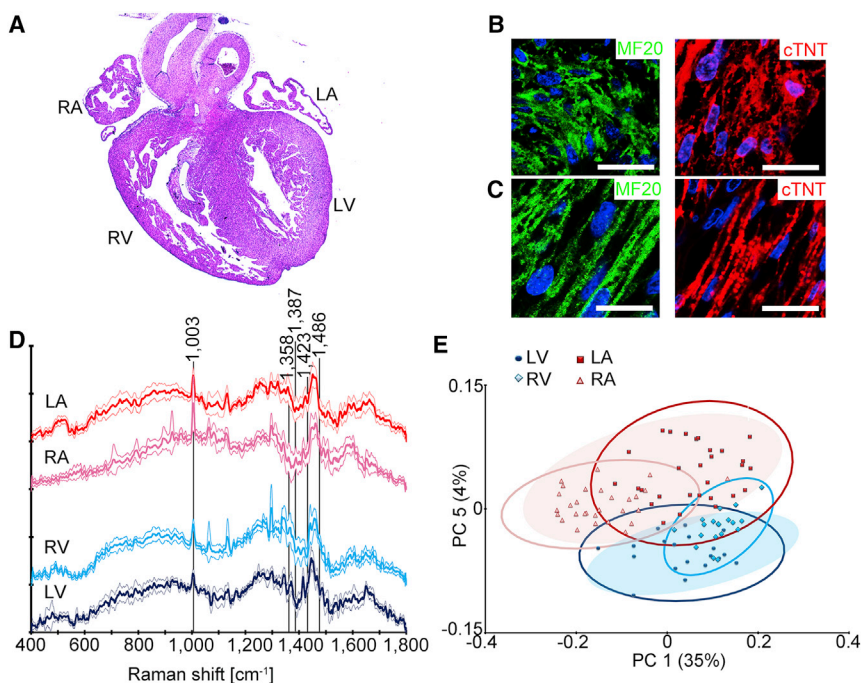 A
RA
LA
RV
LV
B
MF20
cTNT
C
MF20
cTNT
D
1,003
1,358
1,387
1,423
1,486
LA
RA
RV
LV
400 600 800 1,000 1,200 1,400 1,600 1,800
Raman shift [cm⁻¹]
E
LV LA
RV RA
0.15
0
-0.15
-0.4 -0.2 0 0.2 0.4
PC 5 (4%)
PC 1 (35%)